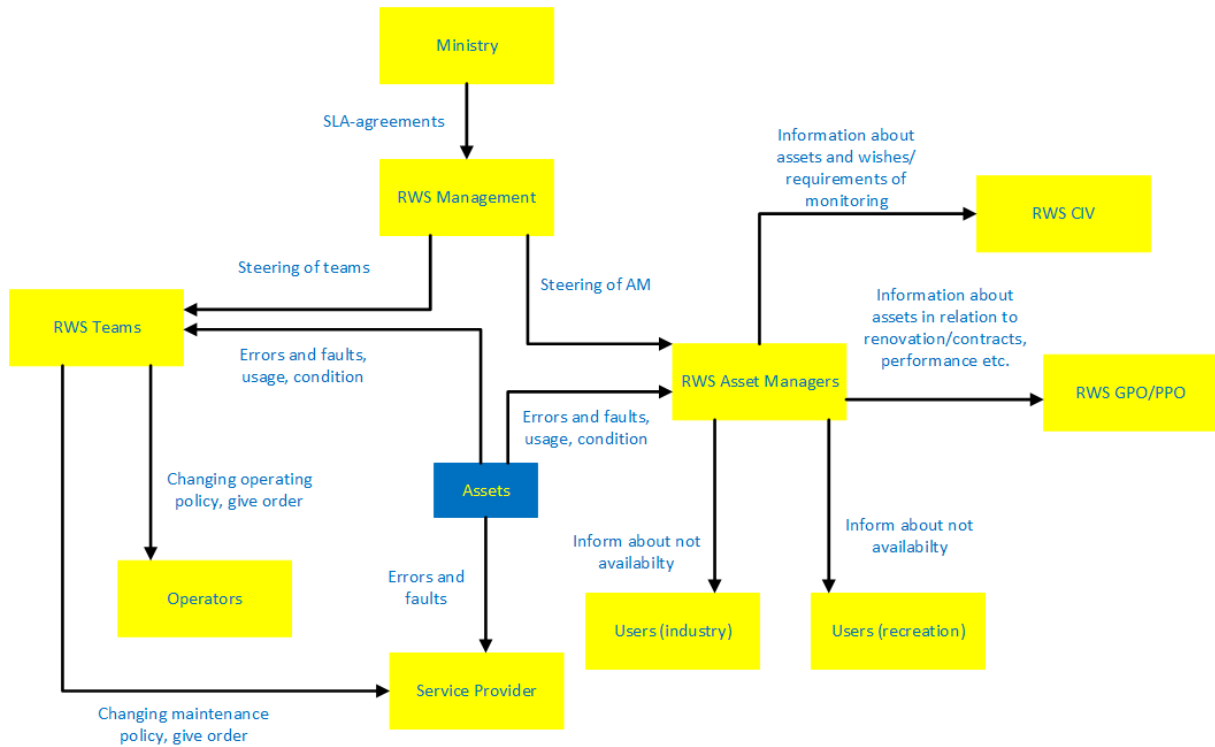 Ministry
SLA-agreements
Information about
assets and wishes/
requirements of
monitoring
RWS Management
RWS CIV
Steering of teams
Steering of AM
Information about
assets in relation to
renovation/contracts,
performance etc.
RWS Teams
Errors and faults,
usage, condition
RWS Asset Managers
RWS GPO/PPO
Errors and faults,
usage, condition
Changing operating
policy, give order
Assets
Inform about not
availabilty
Inform about not
availabilty
Errors and
faults
Operators
Users (industry)
Users (recreation)
Service Provider
Changing maintenance
policy, give order